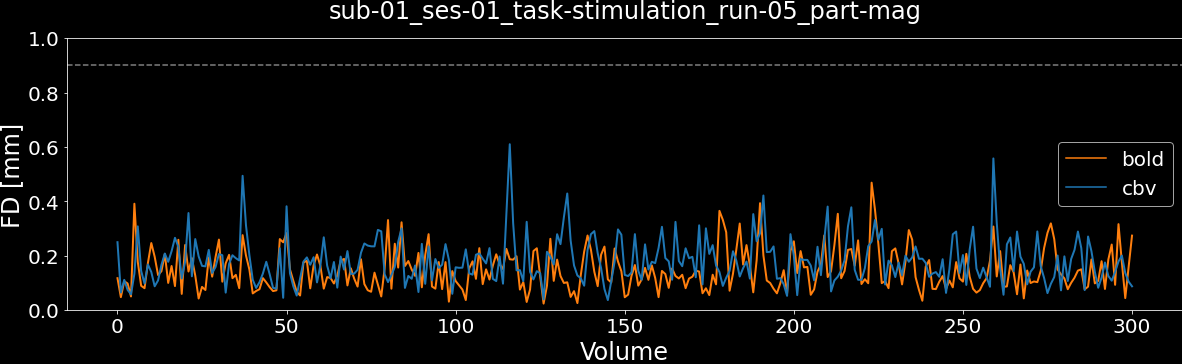 sub-01_ses-01_task-stimulation_run-05_part-mag
1.0
0.8
0.6
0.4
0.2
0.0
FD [mm]
bold
cbv
0 50 100 150 200 250 300
Volume